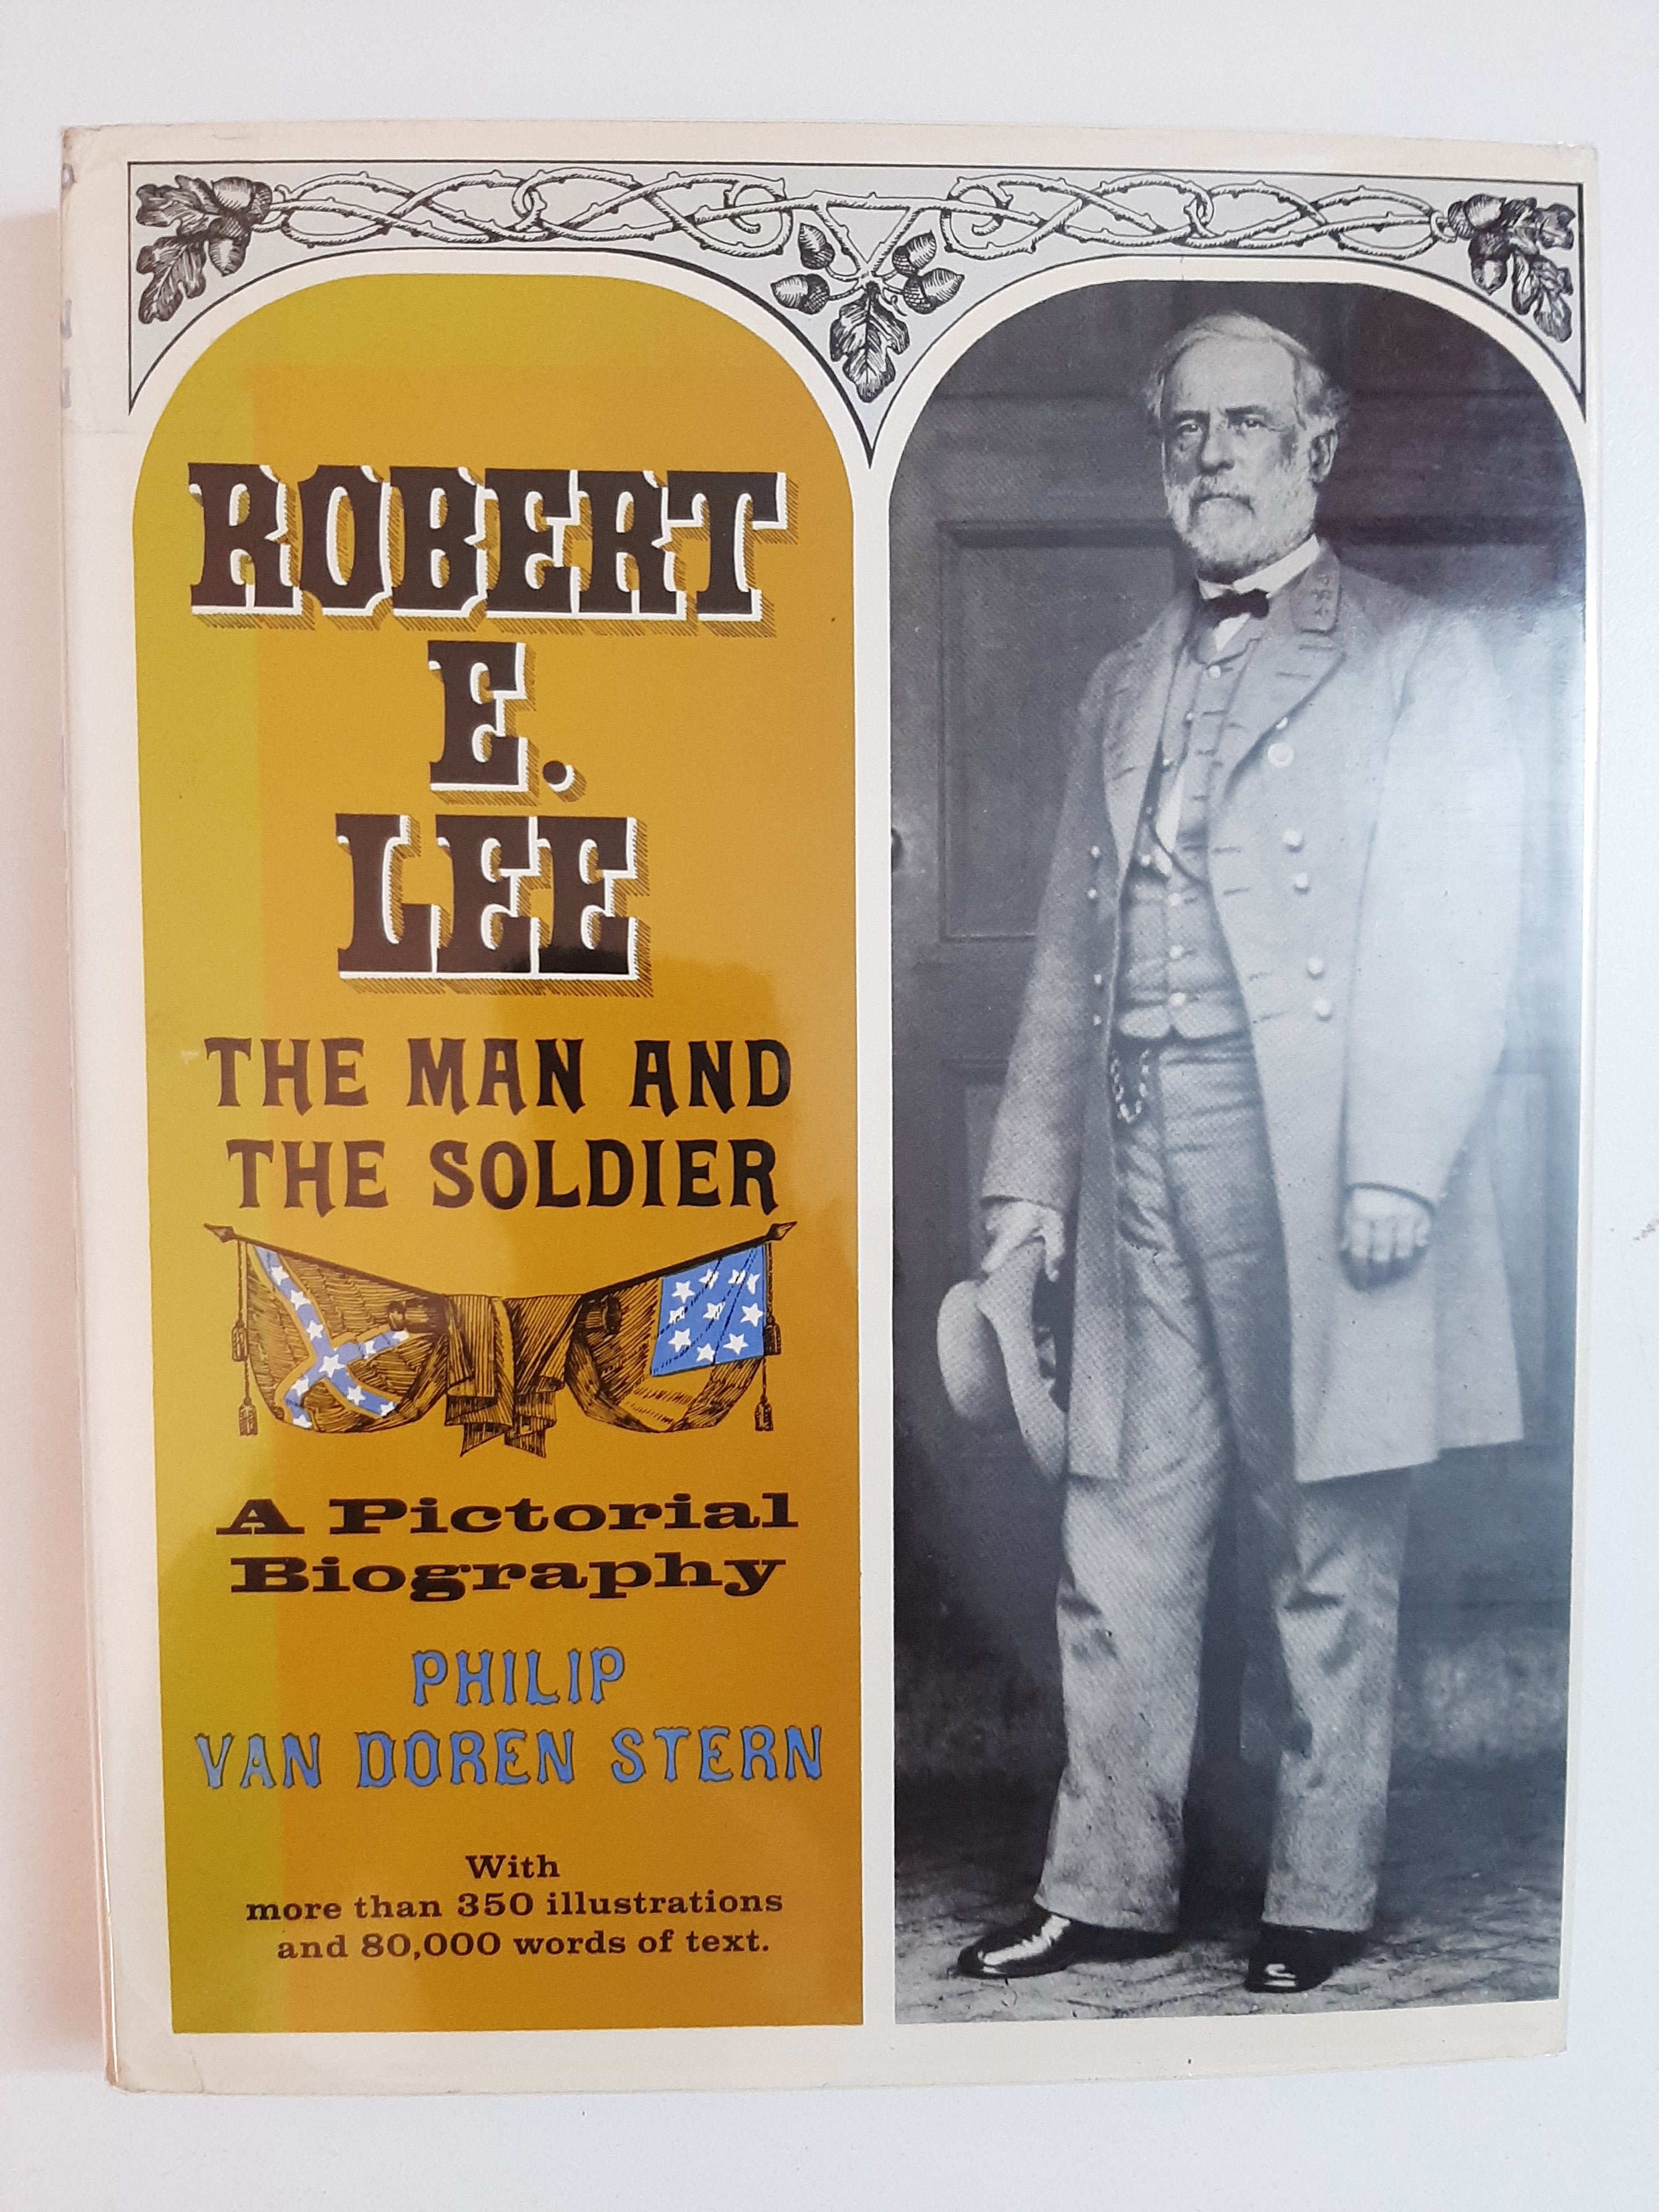 ROBERT
E.
LEE
THE MAN AND
THE SOLDIER
A Pictorial
Biography
PHILIP
VAN DOREN STERN
With
more than 350 illustrations
and 80,000 words of text.